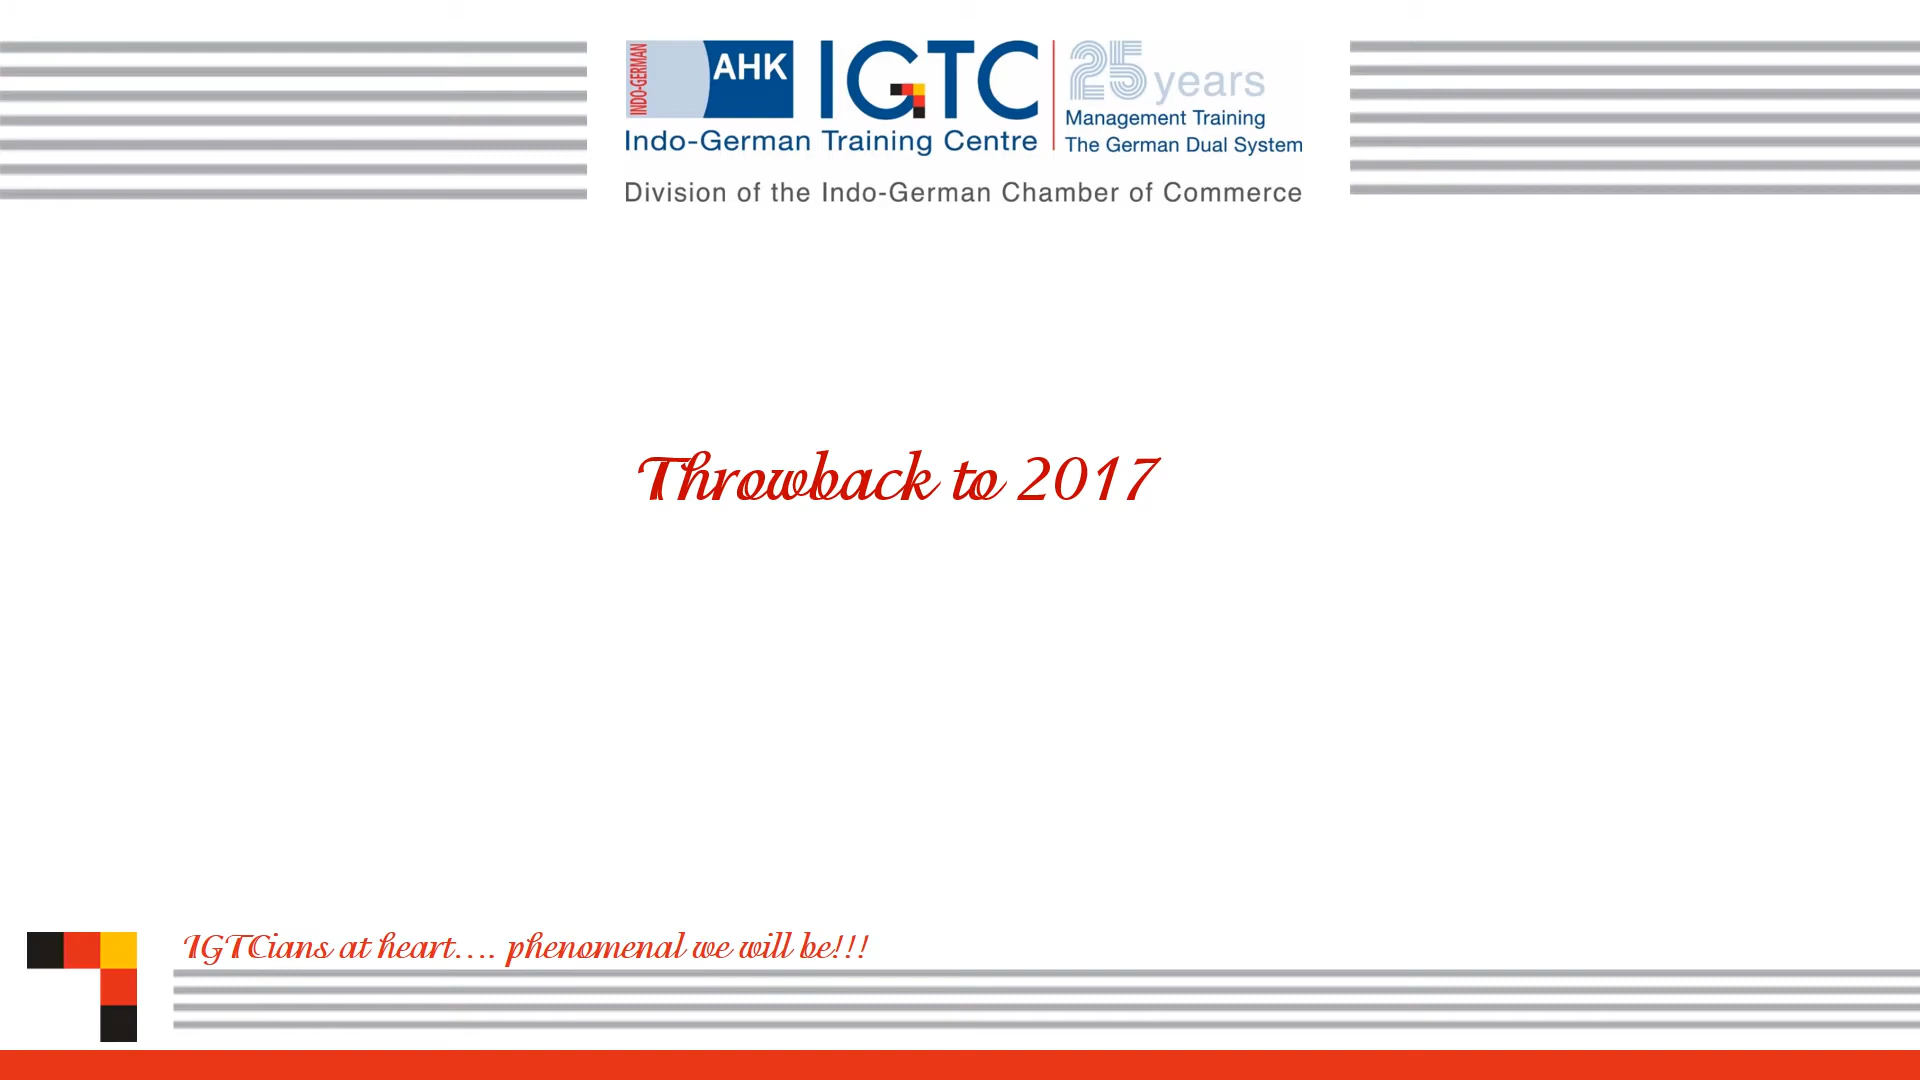 INDO-GERMAN
AHK
IGTC
25 years
Management Training
The German Dual System
Indo-German Training Centre
Division of the Indo-German Chamber of Commerce
Throwback to 2017
IGTCians at heart.... phenomenal we will be!!!